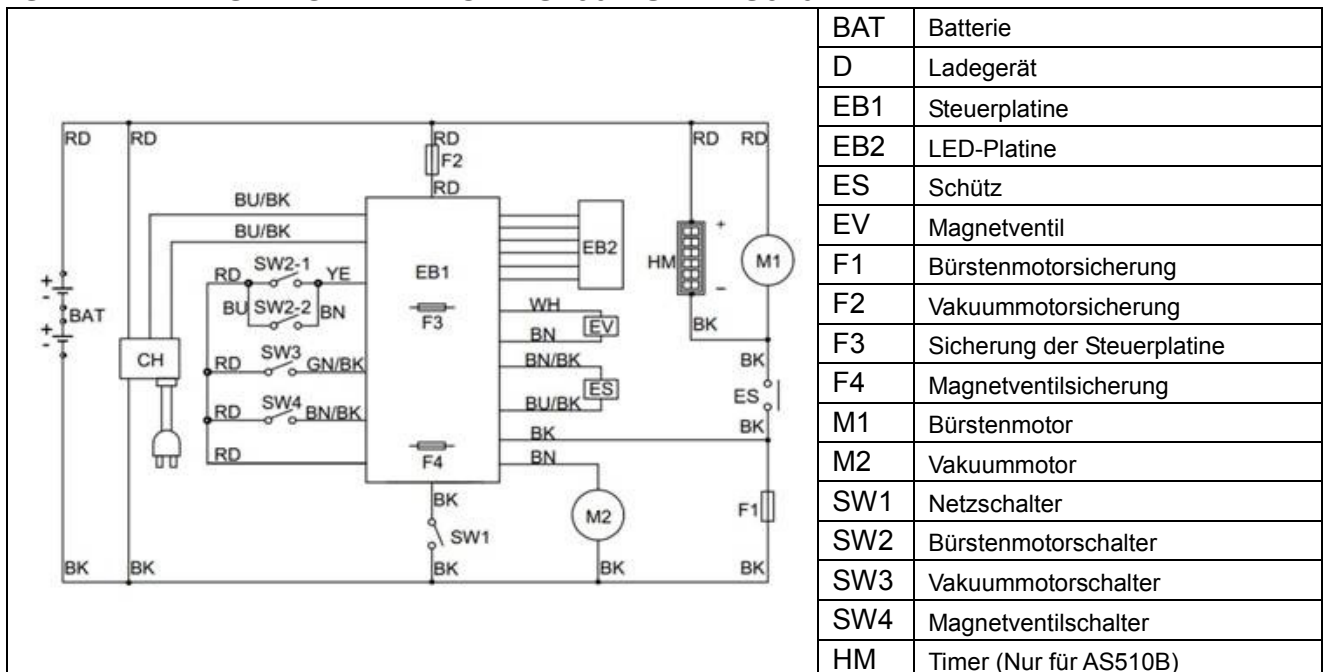 RD RD RD RD RD
F2
RD
BU/BK
BU/BK
EB2
+
HM
M1
−
SW2-1
RD YE
EB1
BU SW2-2 BN
F3
WH
EV
BN
BK
+
-
BAT
+
-
CH
SW3
RD GN/BK
BN/BK
ES
BU/BK
BK
ES
SW4
RD BN/BK
BK
BK
RD
F4
BN
M2
F1
BK
SW1
BK BK BK BK BK
BAT Batterie
D Ladegerät
EB1 Steuerplatine
EB2 LED-Platine
ES Schütz
EV Magnetventil
F1 Bürstenmotorsicherung
F2 Vakuummotorsicherung
F3 Sicherung der Steuerplatine
F4 Magnetventilsicherung
M1 Bürstenmotor
M2 Vakuummotor
SW1 Netzschalter
SW2 Bürstenmotorschalter
SW3 Vakuummotorschalter
SW4 Magnetventilschalter
HM Timer (Nur für AS510B)